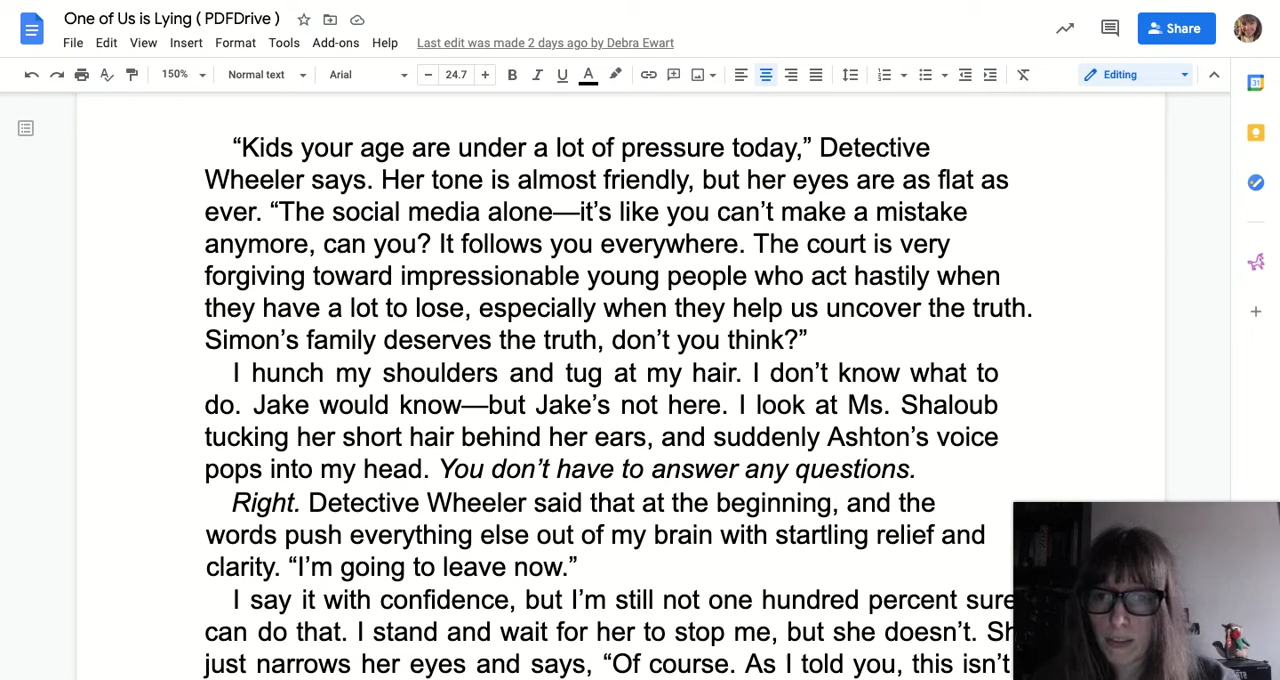 One of Us is Lying ( PDFDrive )
File Edit View Insert Format Tools Add-ons Help Last edit was made 2 days ago by Debra Ewart
Share
150% Normal text Arial 24.7 B I U A Editing
31
“Kids your age are under a lot of pressure today,” Detective
Wheeler says. Her tone is almost friendly, but her eyes are as flat as
ever. “The social media alone—it’s like you can’t make a mistake
anymore, can you? It follows you everywhere. The court is very
forgiving toward impressionable young people who act hastily when
they have a lot to lose, especially when they help us uncover the truth.
Simon’s family deserves the truth, don’t you think?”
I hunch my shoulders and tug at my hair. I don’t know what to
do. Jake would know—but Jake’s not here. I look at Ms. Shaloub
tucking her short hair behind her ears, and suddenly Ashton’s voice
pops into my head. You don’t have to answer any questions.
Right. Detective Wheeler said that at the beginning, and the
words push everything else out of my brain with startling relief and
clarity. “I’m going to leave now.”
I say it with confidence, but I’m still not one hundred percent sure
can do that. I stand and wait for her to stop me, but she doesn’t. Sh
just narrows her eyes and says, “Of course. As I told you, this isn’t